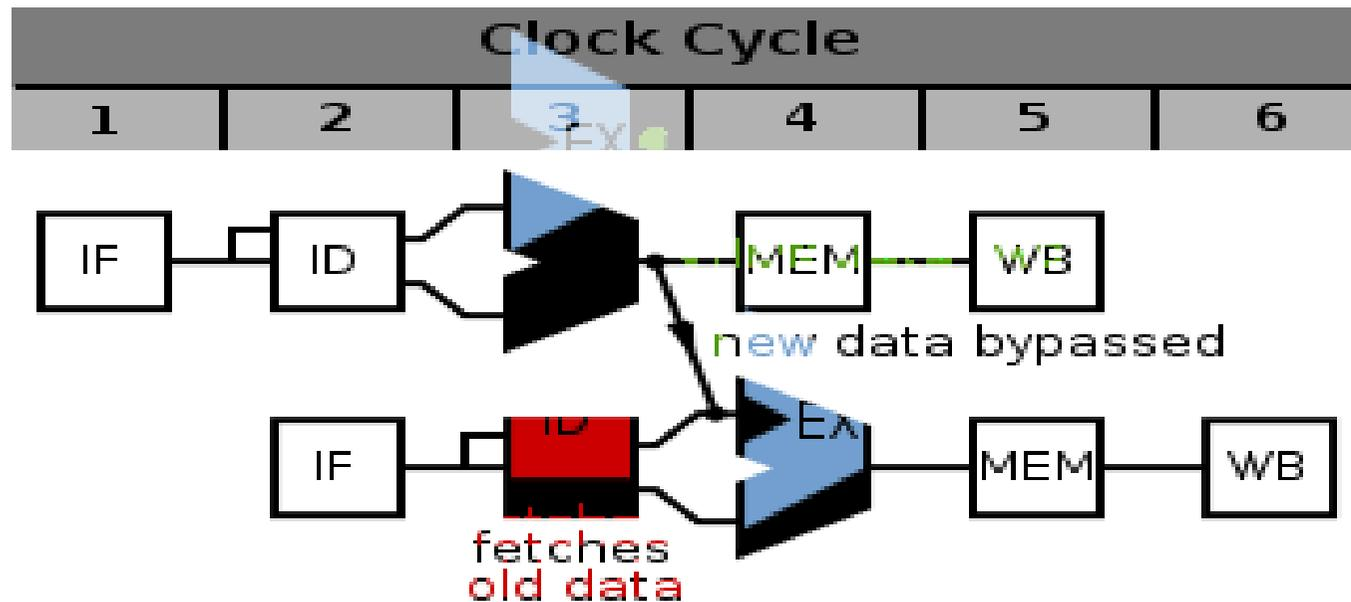 Clock Cycle
1 2 3 4 5 6
EX
IF ID MEM WB
new data bypassed
ID EX
IF MEM WB
fetches
old data